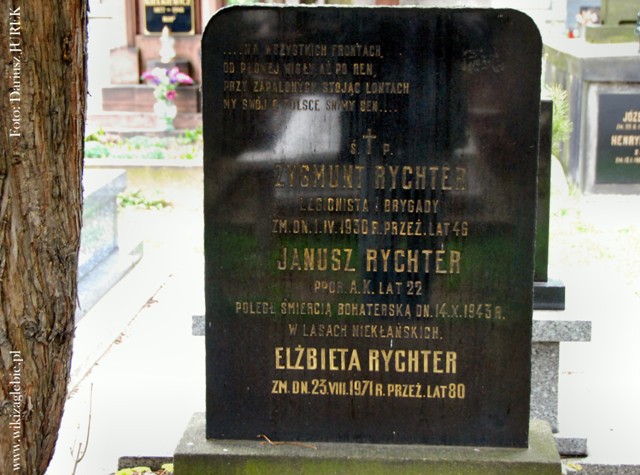 ....NA WSZYSTKICH FRONTACH,
OD PŁOWEJ WISŁY AŻ PO REN,
PRZY ZAPALONYCH STOJĄC LONTACH
MY SWÓJ O POLSCE ŚNIMY SEN....
Ś. P.
ZYGMUNT RYCHTER
LEGIONISTA I BRYGADY
ZM. DN. 1. IV. 1930 R. PRZEŻ. LAT 46
JANUSZ RYCHTER
PPOR. A.K. LAT 22
POLEGŁ ŚMIERCIĄ BOHATERSKĄ DN. 14.X.1943 R.
W LASACH NIEKŁAŃSKICH.
ELŻBIETA RYCHTER
ZM. DN. 23.VIII.1971 R. PRZEŻ. LAT 80
JÓZE
HENRY
Foto: Dariusz JUREK
www.wikizaglebie.pl